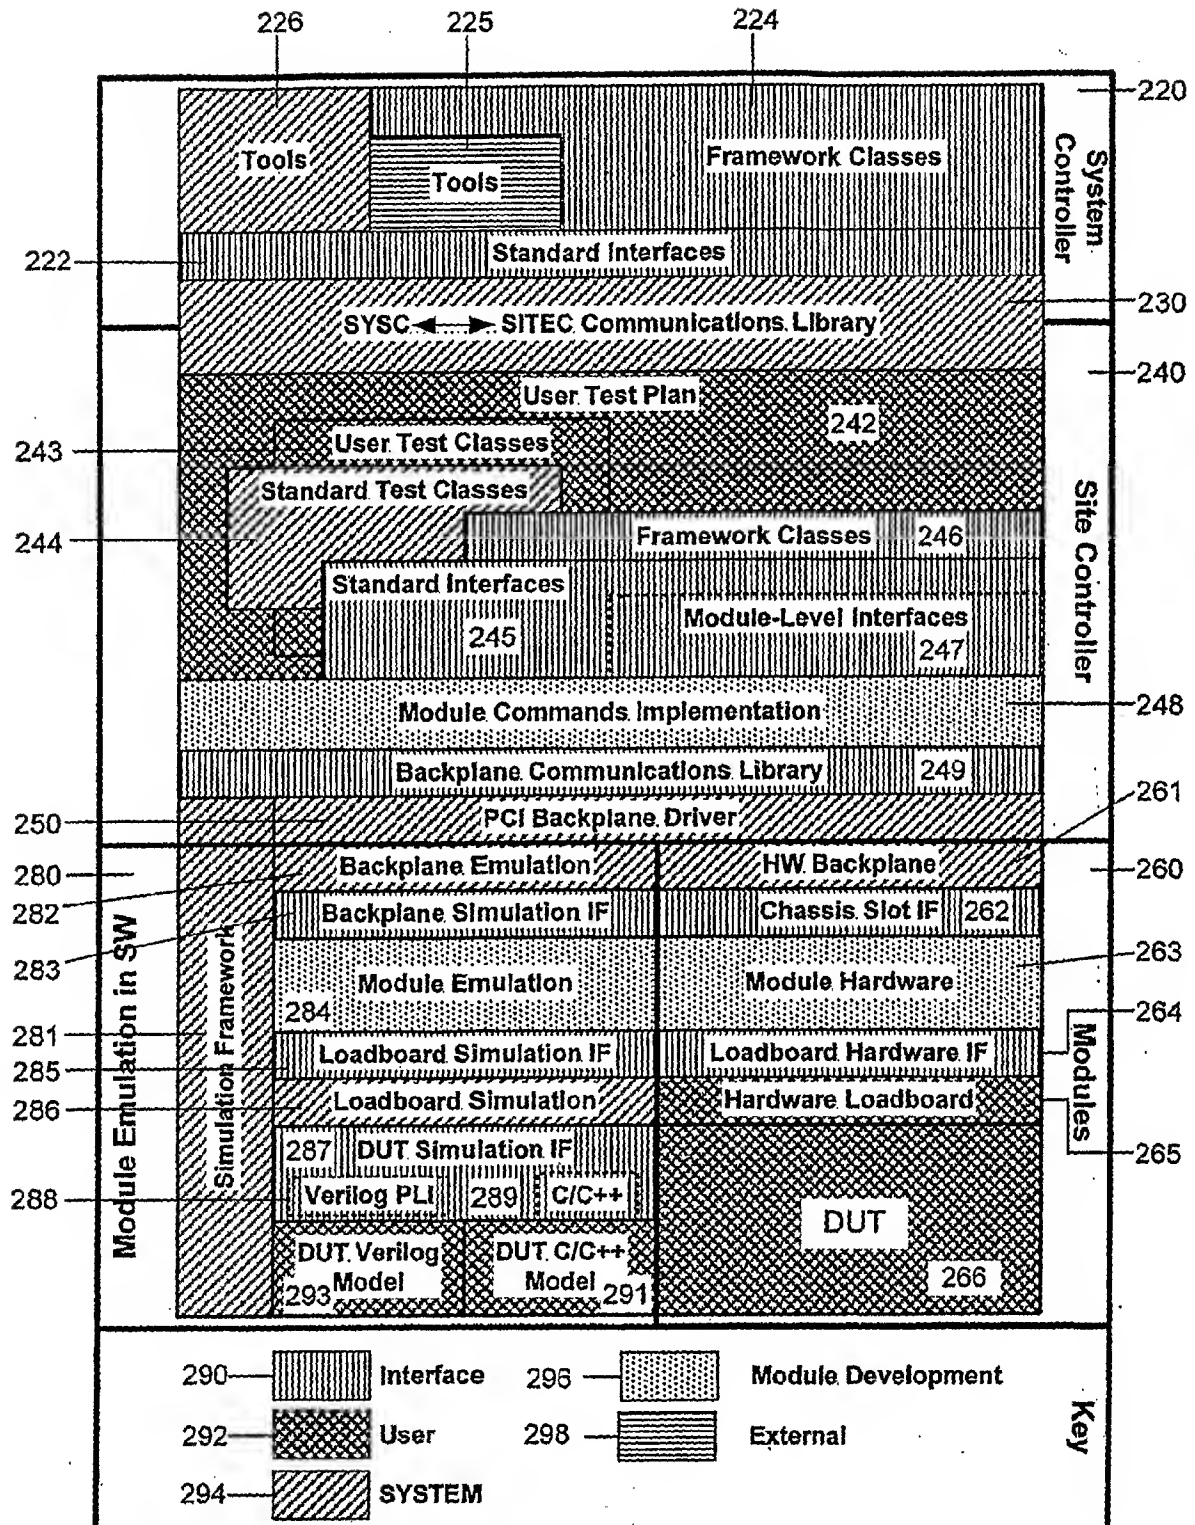 226
225
224
220
Tools
Tools
Framework Classes
System Controller
222
Standard Interfaces
230
SYSC SITEC Communications Library
240
User Test Plan
242
243
User Test Classes
Standard Test Classes
244
Framework Classes
246
Site Controller
Standard Interfaces
245
Module-Level Interfaces
247
Module Commands Implementation
248
Backplane Communications Library
249
261
250
PCI Backplane Driver
280
Backplane Emulation
HW Backplane
260
282
Backplane Simulation IF
Chassis Slot IF
262
283
Module Emulation
Module Hardware
263
284
264
281
Module Emulation in SW
Simulation Framework
Loadboard Simulation IF
Loadboard Hardware IF
Modules
285
286
Loadboard Simulation
Hardware Loadboard
287
DUT Simulation IF
265
288
Verilog PLI
289
C/C++
DUT
DUT Verilog Model
293
DUT C/C++ Model
291
266
290
Interface
296
Module Development
292
User
298
External
Key
294
SYSTEM